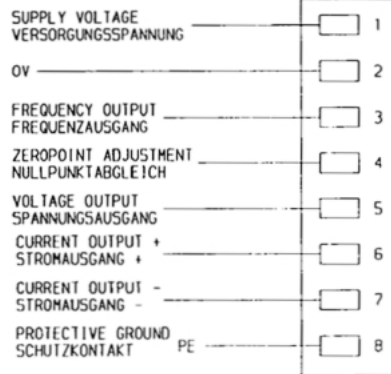 SUPPLY VOLTAGE
VERSORGUNGSSPANNUNG
1
0V
2
FREQUENCY OUTPUT
FREQUENZAUSGANG
3
ZEROPOINT ADJUSTMENT
NULLPUNKTABGLEICH
4
VOLTAGE OUTPUT
SPANNUNGSAUSGANG
5
CURRENT OUTPUT +
STROMAUSGANG +
6
CURRENT OUTPUT -
STROMAUSGANG -
7
PROTECTIVE GROUND
SCHUTZKONTAKT PE
8